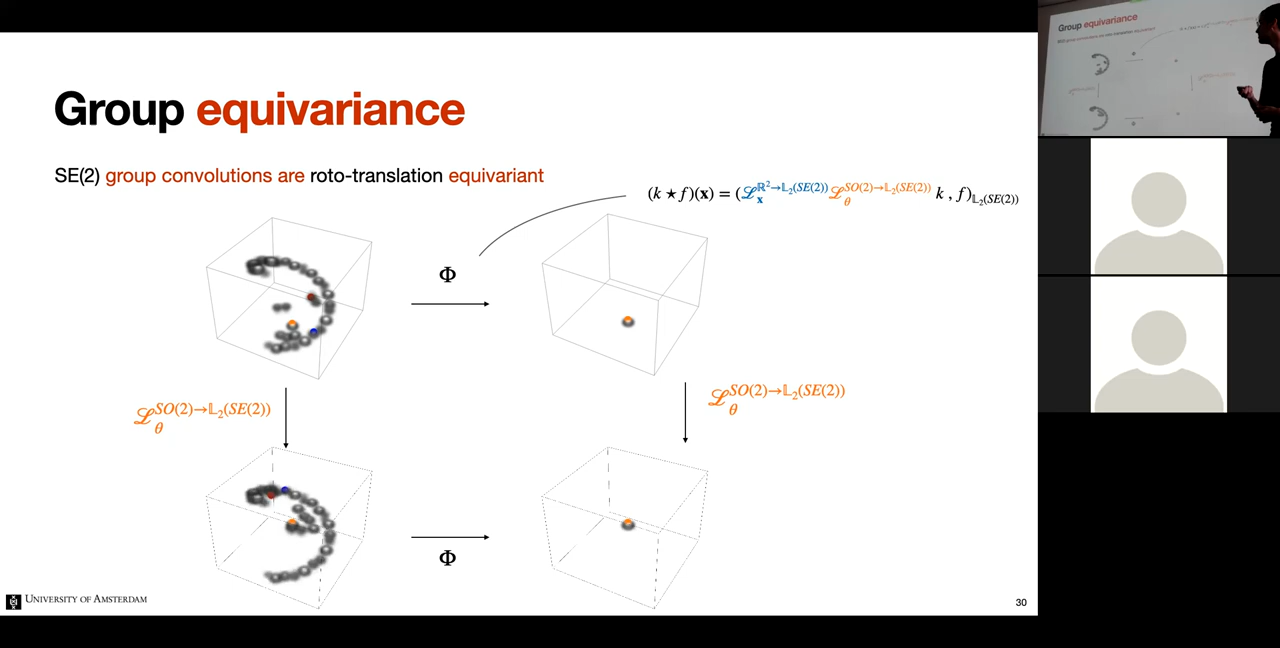 Group equivariance
SE(2) group convolutions are roto-translation equivariant
(k ⋆ f)(𝐱) = (ℒ_𝐱^{ℝ²→𝕃₂(SE(2))} ℒ_θ^{SO(2)→𝕃₂(SE(2))} k , f)_{𝕃₂(SE(2))}
Φ
ℒ_θ^{SO(2)→𝕃₂(SE(2))}
ℒ_θ^{SO(2)→𝕃₂(SE(2))}
Φ
UNIVERSITY OF AMSTERDAM
30
Group equivariance